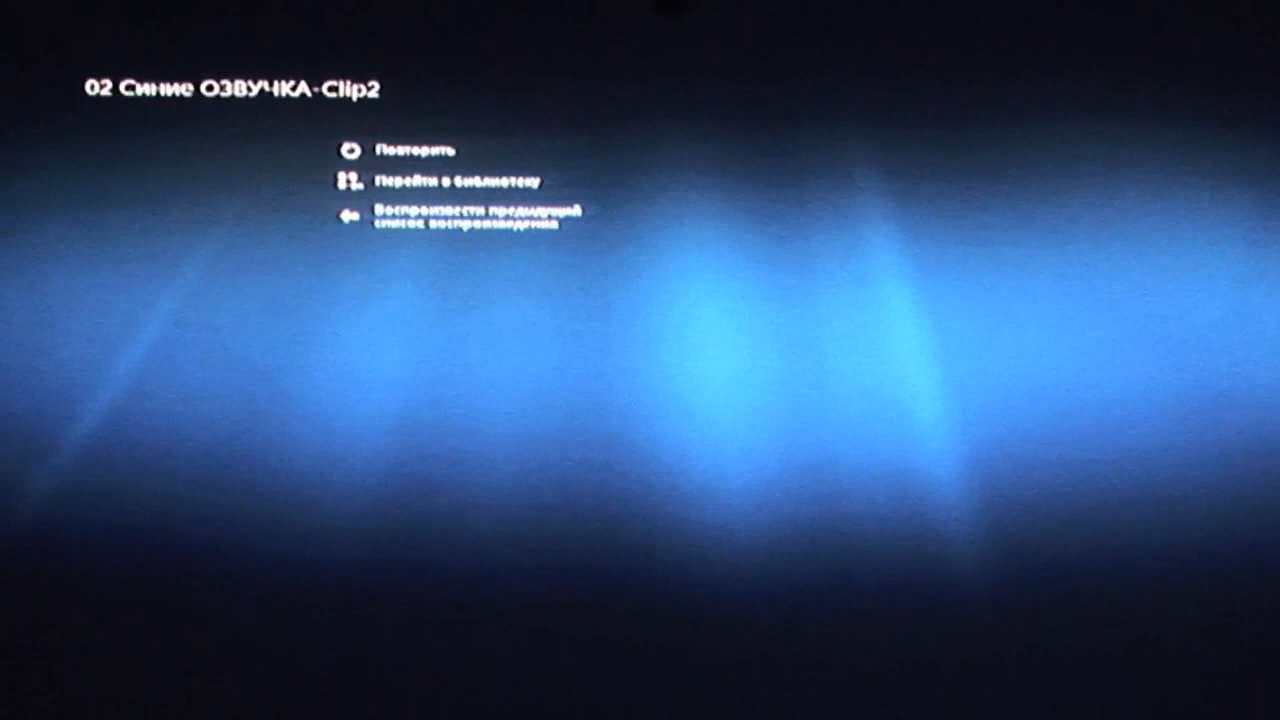 02 Синие ОЗВУЧКА-Clip2
Повторить
Перейти в библиотеку
Воспроизвести предыдущий
список воспроизведения